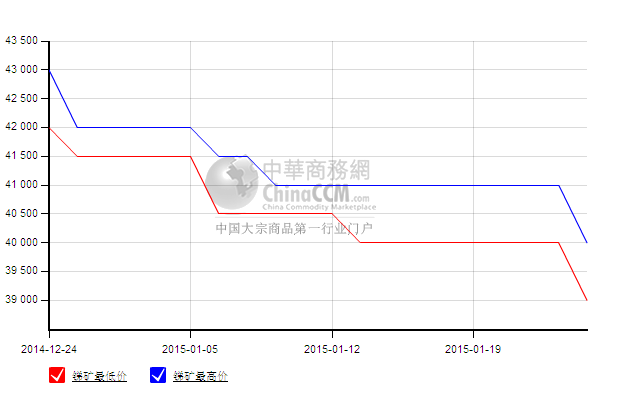 43 500
43 000
42 500
42 000
41 500
41 000
40 500
40 000
39 500
39 000
中華商務網
ChinaCCM.com
China Commodity Marketplace
中国大宗商品第一行业门户
2014-12-24 2015-01-05 2015-01-12 2015-01-19
锑矿最低价 锑矿最高价